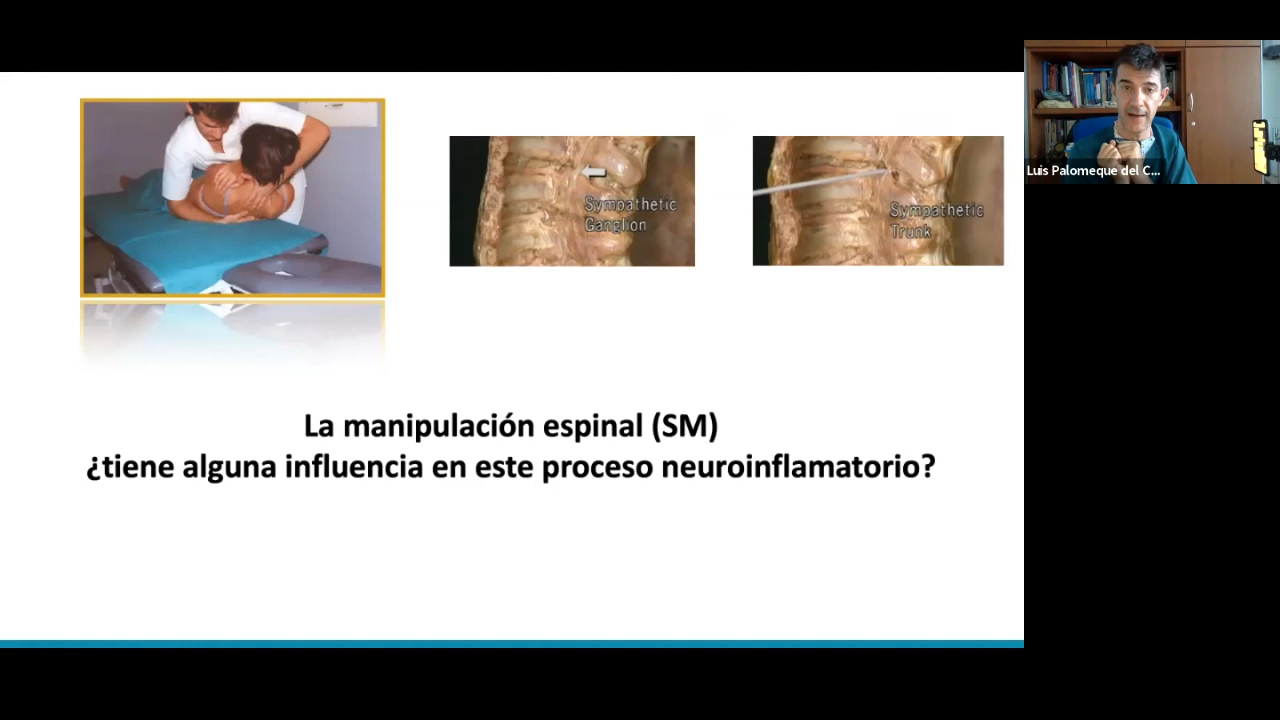 Sympathetic
Ganglion
Sympathetic
Trunk
Luis Palomeque del C...
La manipulación espinal (SM)
¿tiene alguna influencia en este proceso neuroinflamatorio?